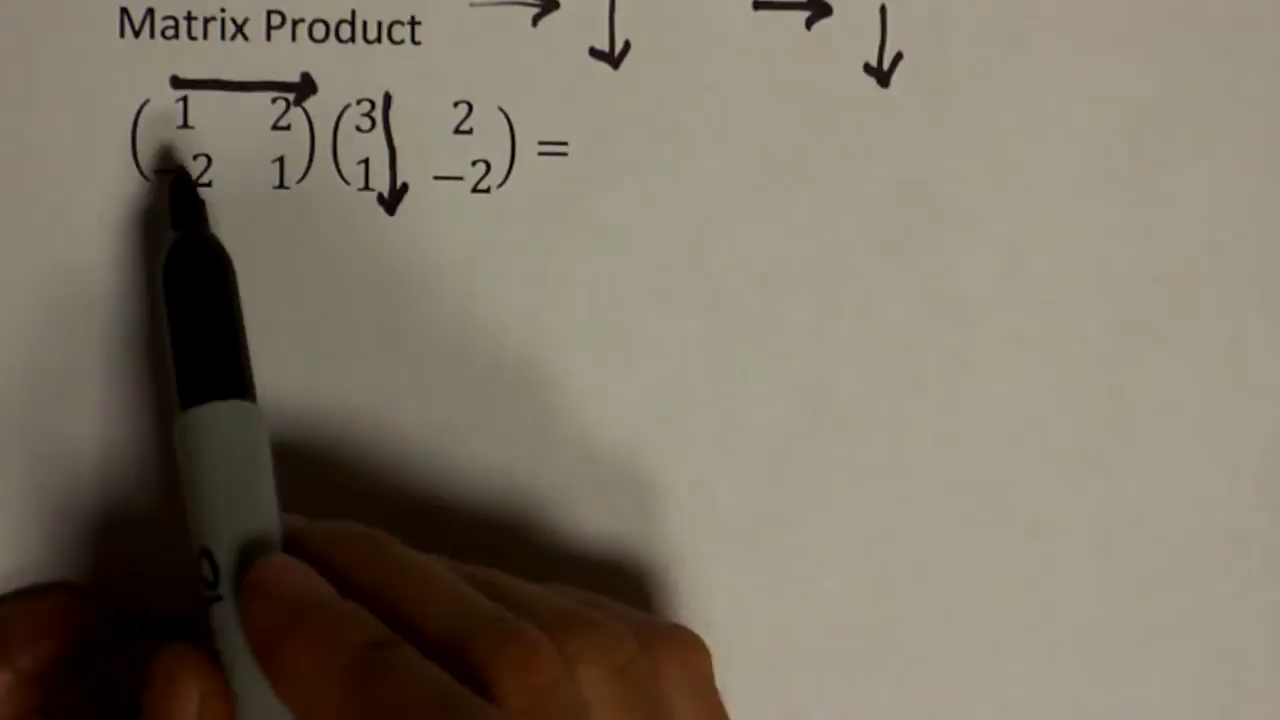 Matrix Product
( 1 2 ) ( 3 2 ) =
-2 1 1 -2